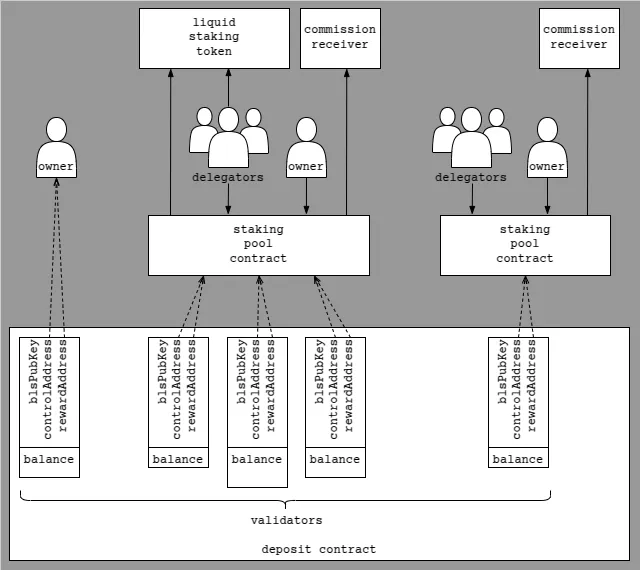 liquid
staking
token
commission
receiver
commission
receiver
owner
delegators
owner
delegators
owner
staking
pool
contract
staking
pool
contract
blsPubKey
controlAddress
rewardAddress
blsPubKey
controlAddress
rewardAddress
blsPubKey
controlAddress
rewardAddress
blsPubKey
controlAddress
rewardAddress
blsPubKey
controlAddress
rewardAddress
balance
balance
balance
balance
balance
validators
deposit contract